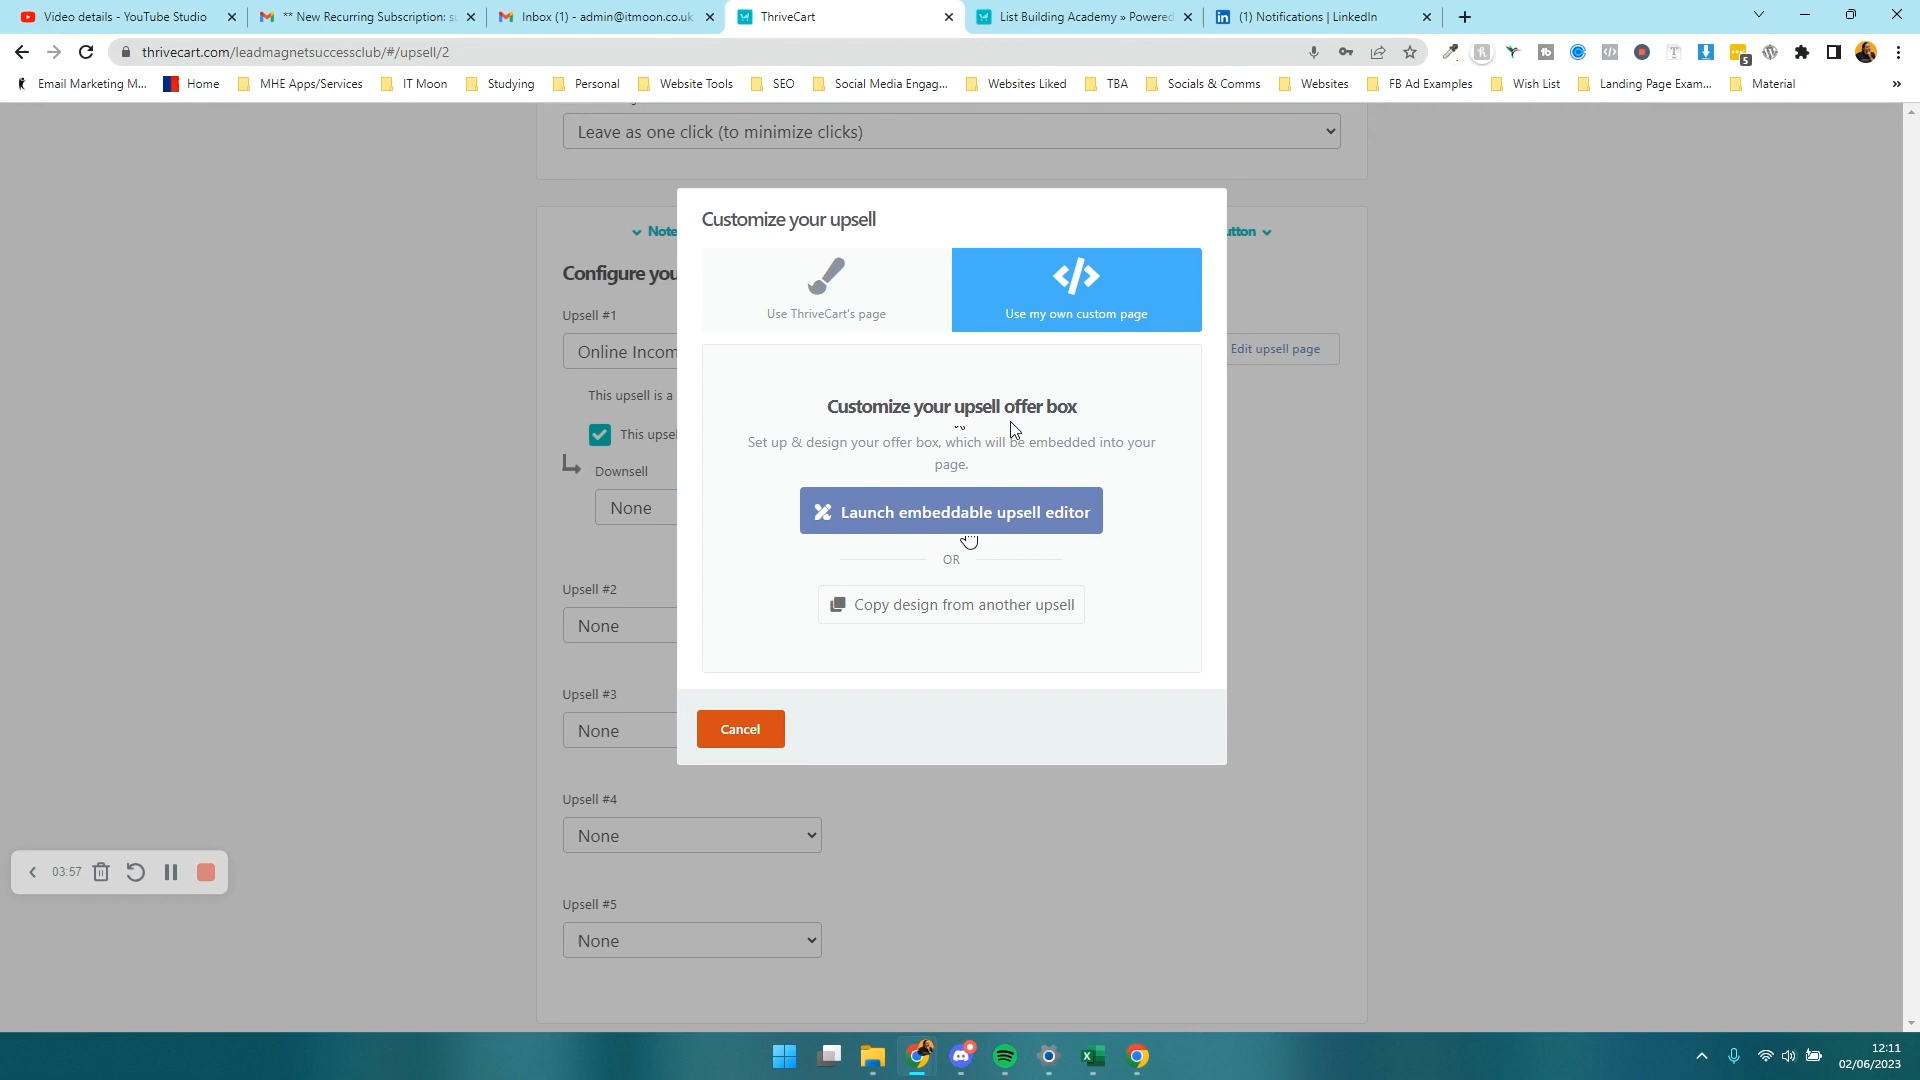 Video details - YouTube Studio
** New Recurring Subscription: su
Inbox (1) - admin@itmoon.co.uk
ThriveCart
List Building Academy » Powered
(1) Notifications | LinkedIn
thrivecart.com/leadmagnetsuccessclub/#/upsell/2
5
Email Marketing M...
Home
MHE Apps/Services
IT Moon
Studying
Personal
Website Tools
SEO
Social Media Engag...
Websites Liked
TBA
Socials & Comms
Websites
FB Ad Examples
Wish List
Landing Page Exam...
Material
»
Leave as one click (to minimize clicks)
Customize your upsell
Note
tton
Use ThriveCart's page
Use my own custom page
Configure you
Upsell #1
Online Incom
Edit upsell page
This upsell is a
This upsel
Downsell
None
Customize your upsell offer box
Set up & design your offer box, which will be embedded into your
page.
Launch embeddable upsell editor
OR
Copy design from another upsell
Upsell #2
None
Upsell #3
None
Cancel
Upsell #4
None
03:57
Upsell #5
None
12:11
02/06/2023